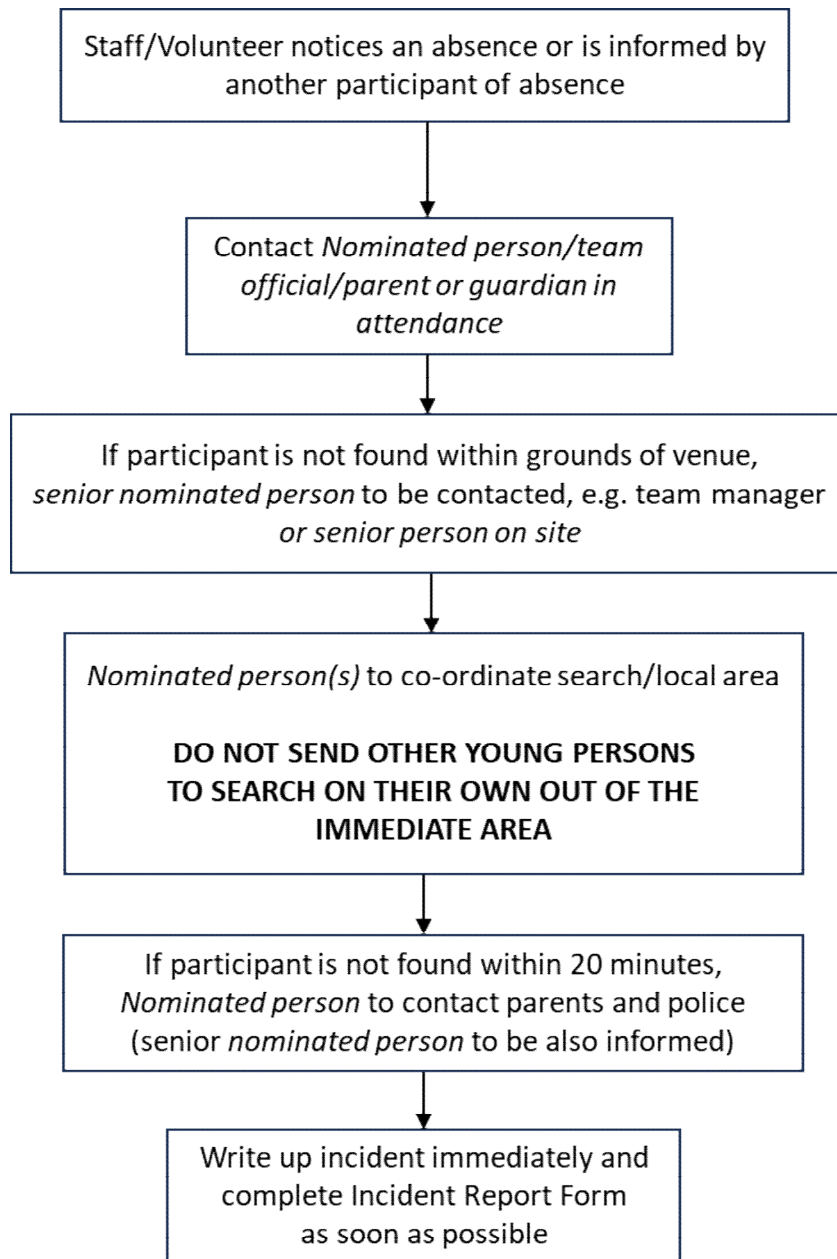 Staff/Volunteer notices an absence or is informed by
another participant of absence
Contact Nominated person/team
official/parent or guardian in
attendance
If participant is not found within grounds of venue,
senior nominated person to be contacted, e.g. team manager
or senior person on site
Nominated person(s) to co-ordinate search/local area
DO NOT SEND OTHER YOUNG PERSONS
TO SEARCH ON THEIR OWN OUT OF THE
IMMEDIATE AREA
If participant is not found within 20 minutes,
Nominated person to contact parents and police
(senior nominated person to be also informed)
Write up incident immediately and
complete Incident Report Form
as soon as possible